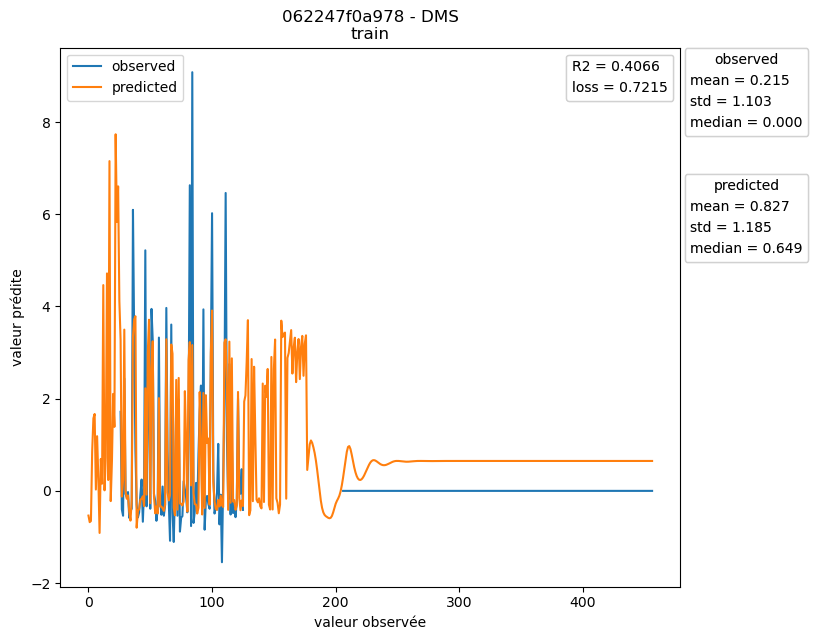 062247f0a978 - DMS
train
observed
predicted
R2 = 0.4066
loss = 0.7215
observed
mean = 0.215
std = 1.103
median = 0.000
predicted
mean = 0.827
std = 1.185
median = 0.649
valeur prédite
8
6
4
2
0
−2
0
100
200
300
400
valeur observée